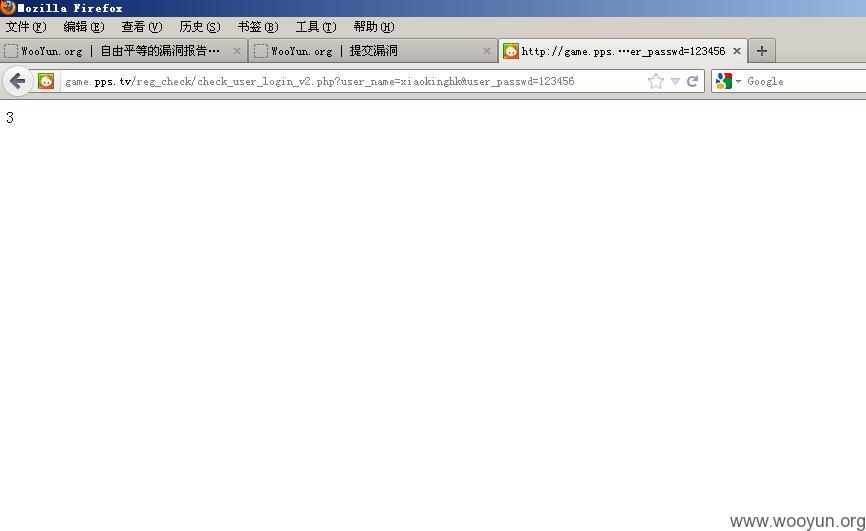 Mozilla Firefox
文件(F) 编辑(E) 查看(V) 历史(S) 书签(B) 工具(T) 帮助(H)
WooYun.org | 自由平等的漏洞报告… WooYun.org | 提交漏洞 http://game.pps.…er_passwd=123456
game.pps.tv/reg_check/check_user_login_v2.php?user_name=xiaokinghk&user_passwd=123456 Google
3
www.wooyun.org